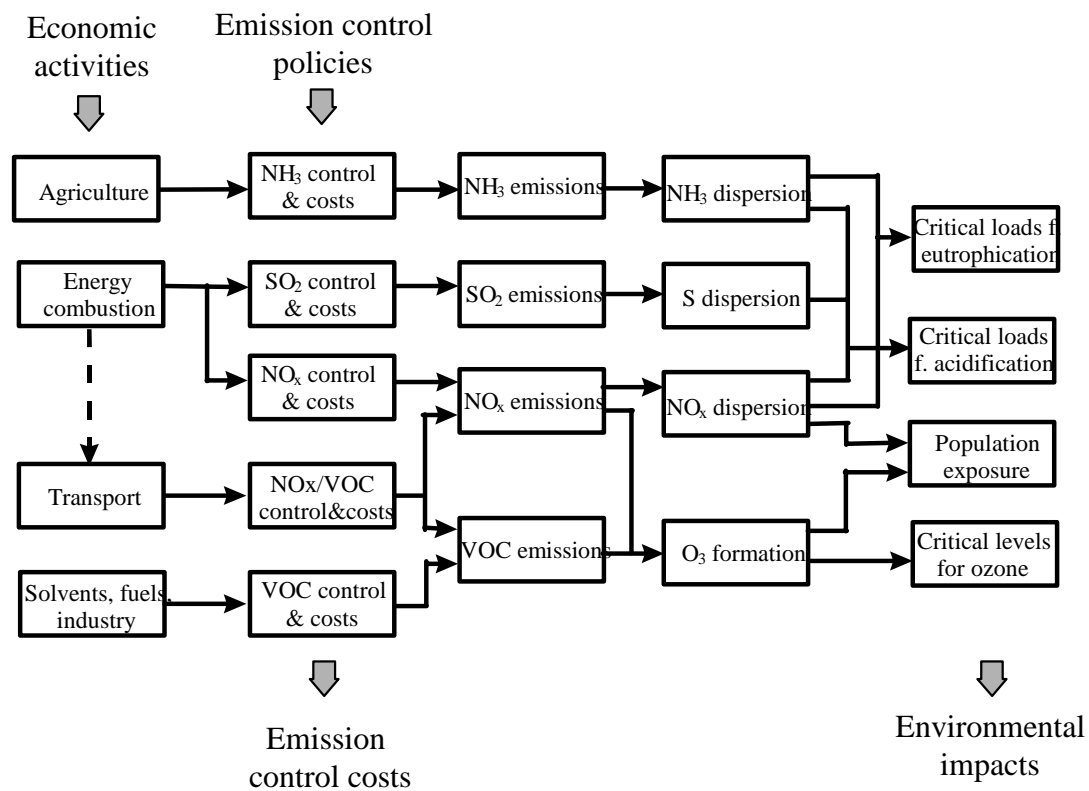 Economic
activities
Emission control
policies
Agriculture
NH₃ control
& costs
NH₃ emissions
NH₃ dispersion
Critical loads f.
eutrophication
Energy
combustion
SO₂ control
& costs
SO₂ emissions
S dispersion
Critical loads
f. acidification
NOₓ control
& costs
NOₓ emissions
NOₓ dispersion
Population
exposure
Transport
NOx/VOC
control&costs
VOC emissions
O₃ formation
Critical levels
for ozone
Solvents, fuels,
industry
VOC control
& costs
Emission
control costs
Environmental
impacts